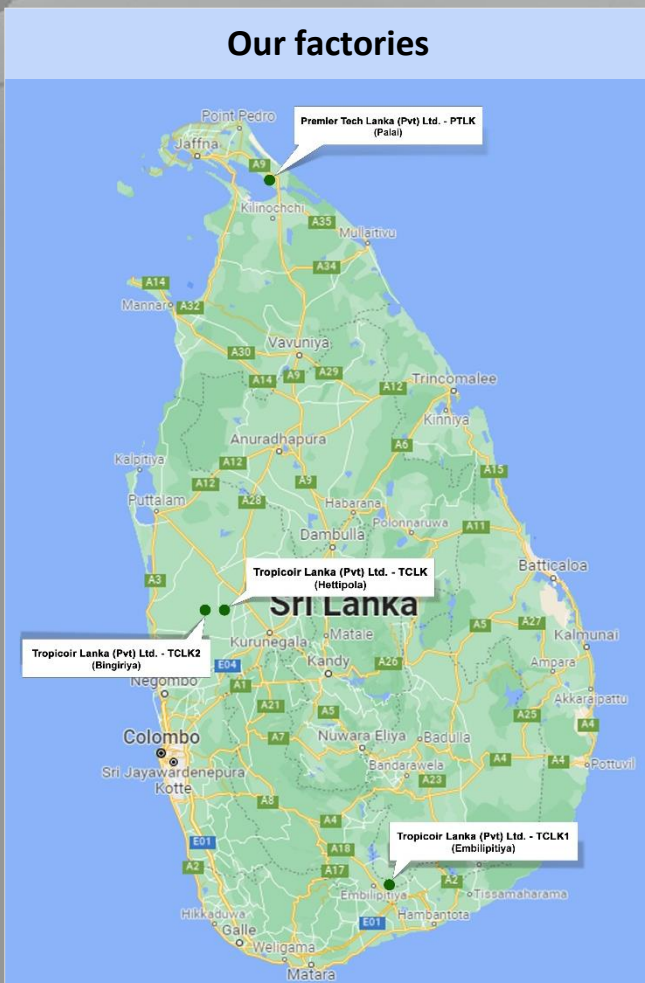 Our factories
Point Pedro
Premier Tech Lanka (Pvt) Ltd. - PTLK
(Palai)
Jaffna
A9
Kilinochchi
A35
Mullaitivu
A34
A14
Mannar
A32
Vavuniya
A30
A14
A9
A29
Trincomalee
A12
Kinniya
Anuradhapura
A6
Kalpitiya
A12
A15
A12
A9
Puttalam
A28
Habarana
Polonnaruwa
A11
Dambulla
Batticaloa
A3
Tropicoir Lanka (Pvt) Ltd. - TCLK
(Hettipola)
Sri Lanka
A5
A27
Kurunegala
Matale
Kalmunai
Tropicoir Lanka (Pvt) Ltd. - TCLK2
(Bingiriya)
E04
Kandy
A26
Ampara
Negombo
A1
Akkaraipattu
A21
A5
A25
A4
Colombo
A7
Nuwara Eliya
Badulla
Sri Jayawardenepura
Kotte
Bandarawela
A4
A4
Pottuvil
A23
A8
A4
Tropicoir Lanka (Pvt) Ltd. - TCLK1
(Embilipitiya)
E01
A18
A2
A17
A2
Embilipitiya
Tissamaharama
Hikkaduwa
E01
Hambantota
Galle
Weligama
Matara